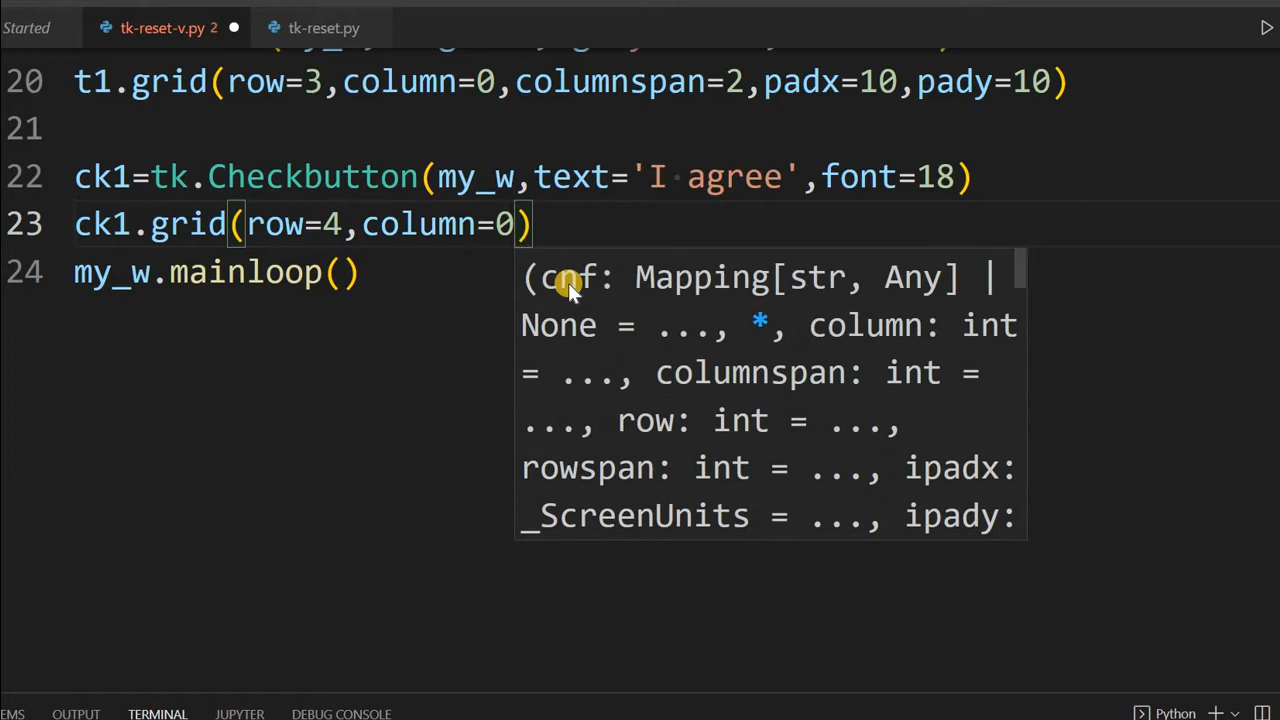 Started tk-reset-v.py 2 tk-reset.py
20 t1.grid(row=3,column=0,columnspan=2,padx=10,pady=10)
21
22 ck1=tk.Checkbutton(my_w,text='I agree',font=18)
23 ck1.grid(row=4,column=0)
24 my_w.mainloop()
(cnf: Mapping[str, Any] |
None = ..., *, column: int
= ..., columnspan: int =
..., row: int = ...,
rowspan: int = ..., ipadx:
_ScreenUnits = ..., ipady:
EMS OUTPUT TERMINAL JUPYTER DEBUG CONSOLE Python